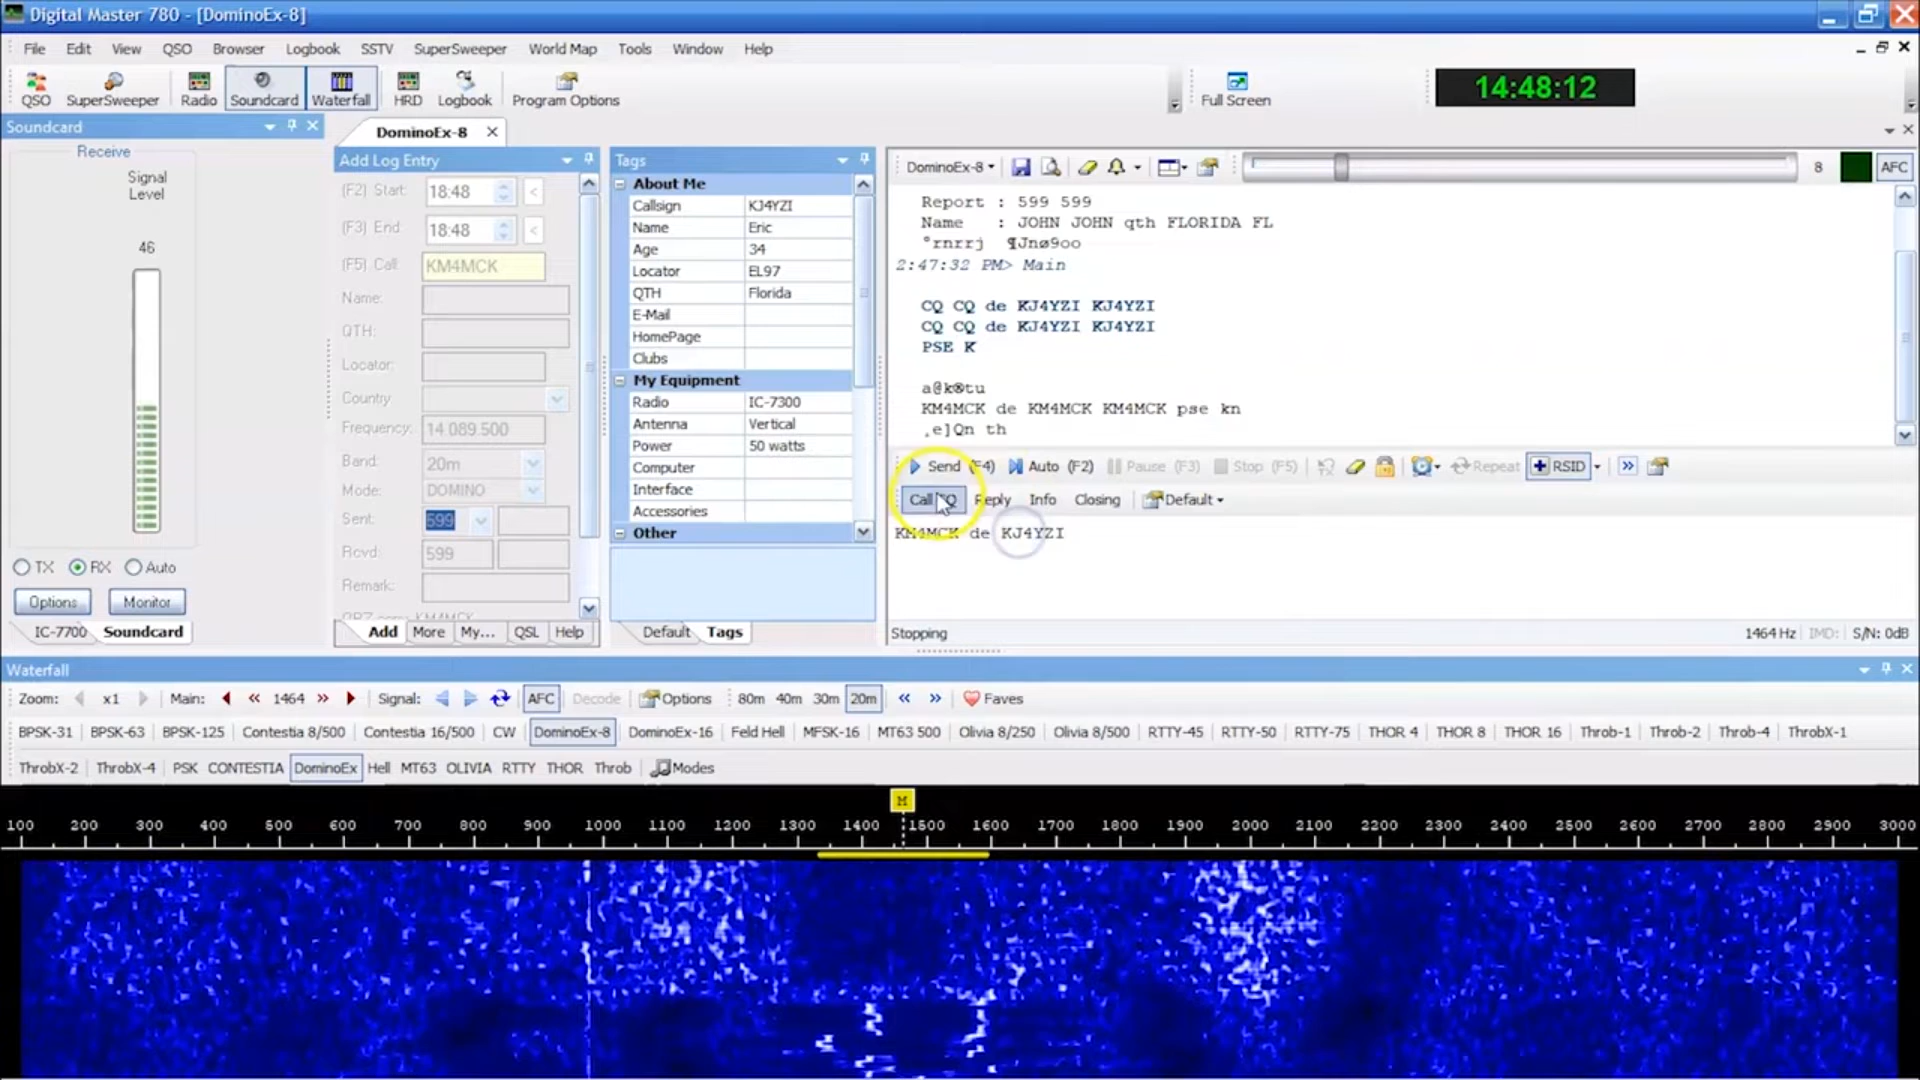 Digital Master 780 - [DominoEx-8]
File Edit View QSO Browser Logbook SSTV SuperSweeper World Map Tools Window Help
QSO SuperSweeper Radio Soundcard Waterfall HRD Logbook Program Options Full Screen 14:48:12
Soundcard
Receive
Signal
Level
46
TX RX Auto
Options Monitor
IC-7700 Soundcard
DominoEx-8
Add Log Entry
(F2) Start: 18:48 <
(F3) End: 18:48 <
(F5) Call: KM4MCK
Name:
QTH:
Locator:
Country:
Frequency: 14.089.500
Band: 20m
Mode: DOMINO
Sent: 599
Rcvd: 599
Remark:
Add More My... QSL Help
Tags
About Me
Callsign KJ4YZI
Name Eric
Age 34
Locator EL97
QTH Florida
E-Mail
HomePage
Clubs
My Equipment
Radio IC-7300
Antenna Vertical
Power 50 watts
Computer
Interface
Accessories
Other
Default Tags
DominoEx-8 8 AFC
Report : 599 599
Name : JOHN JOHN qth FLORIDA FL
°rnrrj ¶Jnø9oo
2:47:32 PM> Main
CQ CQ de KJ4YZI KJ4YZI
CQ CQ de KJ4YZI KJ4YZI
PSE K
a@k®tu
KM4MCK de KM4MCK KM4MCK pse kn
¸e]Qn th
Send (F4) Auto (F2) Pause (F3) Stop (F5) Repeat RSID
Call CQ Reply Info Closing Default
KM4MCK de KJ4YZI
Stopping 1464 Hz IMD: S/N: 0dB
Waterfall
Zoom: x1 Main: 1464 Signal: AFC Decode Options 80m 40m 30m 20m Faves
BPSK-31 BPSK-63 BPSK-125 Contestia 8/500 Contestia 16/500 CW DominoEx-8 DominoEx-16 Feld Hell MFSK-16 MT63 500 Olivia 8/250 Olivia 8/500 RTTY-45 RTTY-50 RTTY-75 THOR 4 THOR 8 THOR 16 Throb-1 Throb-2 Throb-4 ThrobX-1
ThrobX-2 ThrobX-4 PSK CONTESTIA DominoEx Hell MT63 OLIVIA RTTY THOR Throb Modes
M
100 200 300 400 500 600 700 800 900 1000 1100 1200 1300 1400 1500 1600 1700 1800 1900 2000 2100 2200 2300 2400 2500 2600 2700 2800 2900 3000